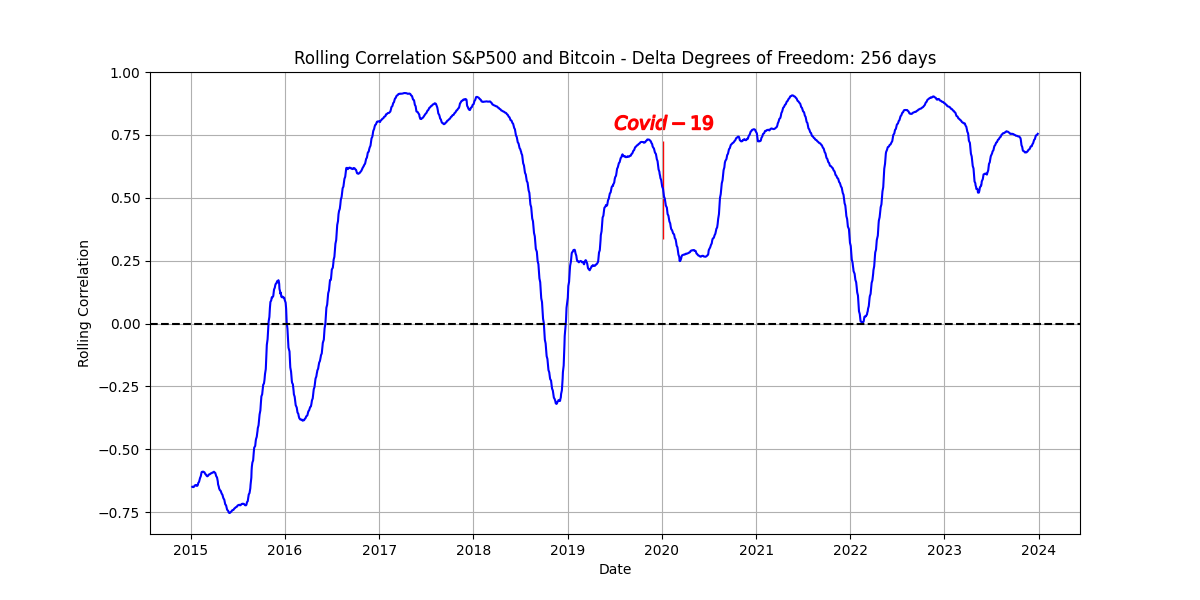 Rolling Correlation S&P500 and Bitcoin - Delta Degrees of Freedom: 256 days
1.00
Covid−19
0.75
0.50
0.25
Rolling Correlation
0.00
−0.25
−0.50
−0.75
2015 2016 2017 2018 2019 2020 2021 2022 2023 2024
Date